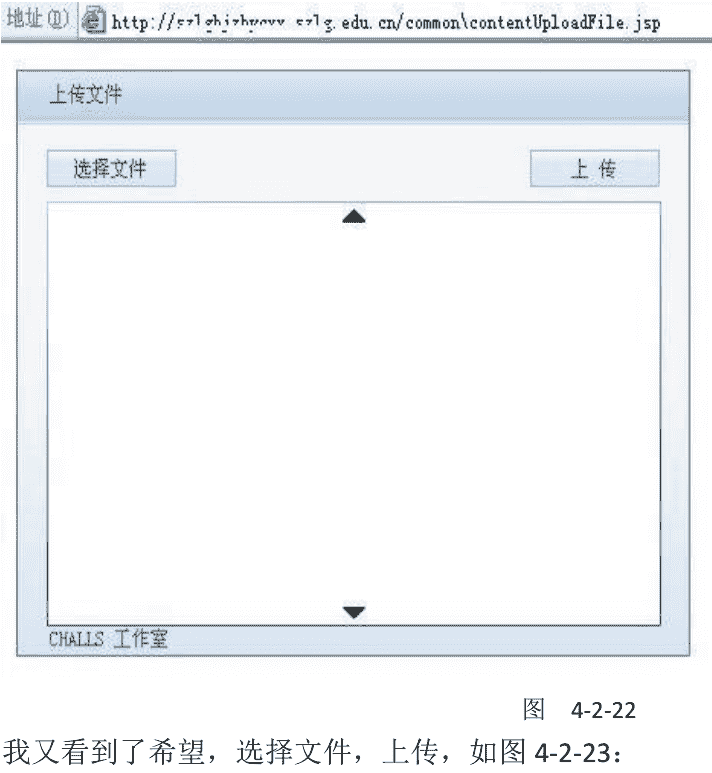 地址(D) http:// .edu.cn/common\contentUploadFile.jsp
上传文件
选择文件 上 传
CHALLS 工作室
图 4-2-22
我又看到了希望，选择文件，上传，如图 4-2-23：